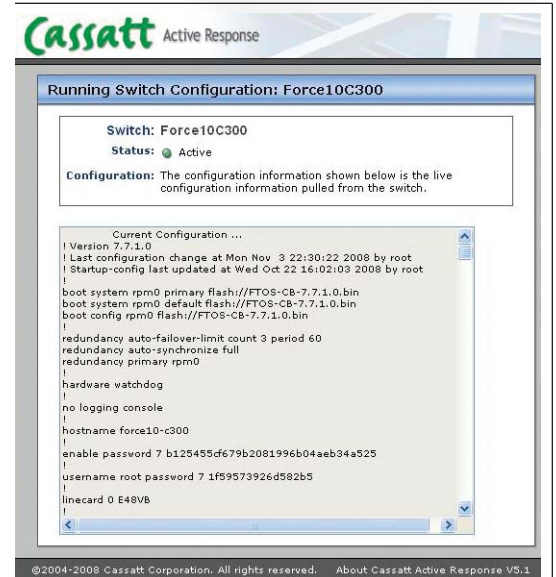 Cassatt Active Response
Running Switch Configuration: Force10C300
Switch: Force10C300
Status: Active
Configuration: The configuration information shown below is the live
configuration information pulled from the switch.
Current Configuration ...
! Version 7.7.1.0
! Last configuration change at Mon Nov 3 22:30:22 2008 by root
! Startup-config last updated at Wed Oct 22 16:02:03 2008 by root
!
boot system rpm0 primary flash://FTOS-CB-7.7.1.0.bin
boot system rpm0 default flash://FTOS-CB-7.7.1.0.bin
boot config rpm0 flash://FTOS-CB-7.7.1.0.bin
!
redundancy auto-failover-limit count 3 period 60
redundancy auto-synchronize full
redundancy primary rpm0
!
hardware watchdog
!
no logging console
!
hostname force10-c300
!
enable password 7 b125455cf679b2081996b04aeb34a525
!
username root password 7 1f59573926d582b5
!
linecard 0 E48VB
!
©2004-2008 Cassatt Corporation. All rights reserved. About Cassatt Active Response V5.1